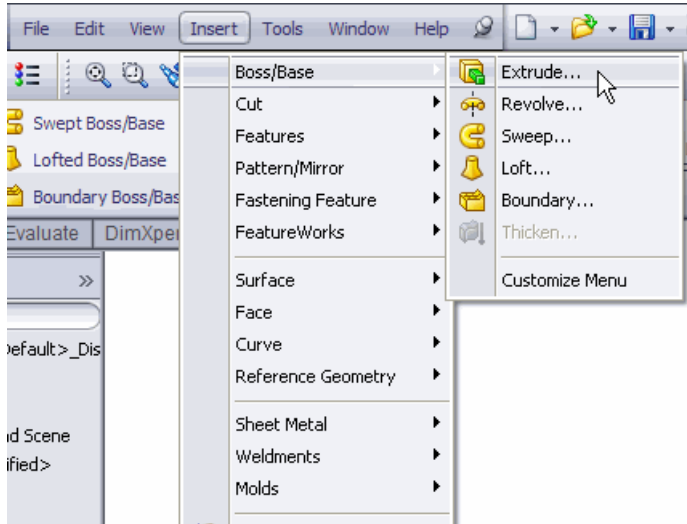 File Edit View Insert Tools Window Help
Swept Boss/Base
Lofted Boss/Base
Boundary Boss/Bas
Evaluate DimXper
efault>_Dis
d Scene
ified>
Boss/Base
Cut
Features
Pattern/Mirror
Fastening Feature
FeatureWorks
Surface
Face
Curve
Reference Geometry
Sheet Metal
Weldments
Molds
Extrude...
Revolve...
Sweep...
Loft...
Boundary...
Thicken...
Customize Menu